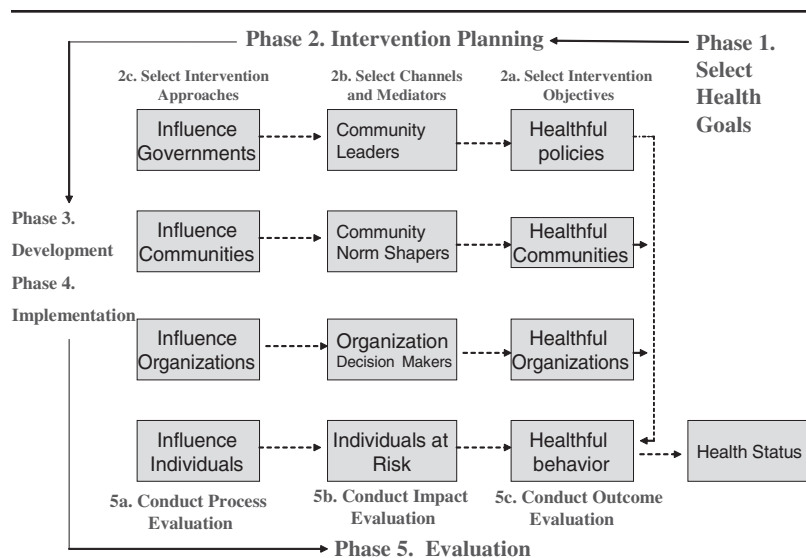 Phase 2. Intervention Planning
Phase 1.
Select
Health
Goals
2c. Select Intervention
Approaches
2b. Select Channels
and Mediators
2a. Select Intervention
Objectives
Influence
Governments
Community
Leaders
Healthful
policies
Phase 3.
Development
Phase 4.
Implementation
Influence
Communities
Community
Norm Shapers
Healthful
Communities
Influence
Organizations
Organization
Decision Makers
Healthful
Organizations
Influence
Individuals
Individuals at
Risk
Healthful
behavior
Health Status
5a. Conduct Process
Evaluation
5b. Conduct Impact
Evaluation
5c. Conduct Outcome
Evaluation
Phase 5. Evaluation